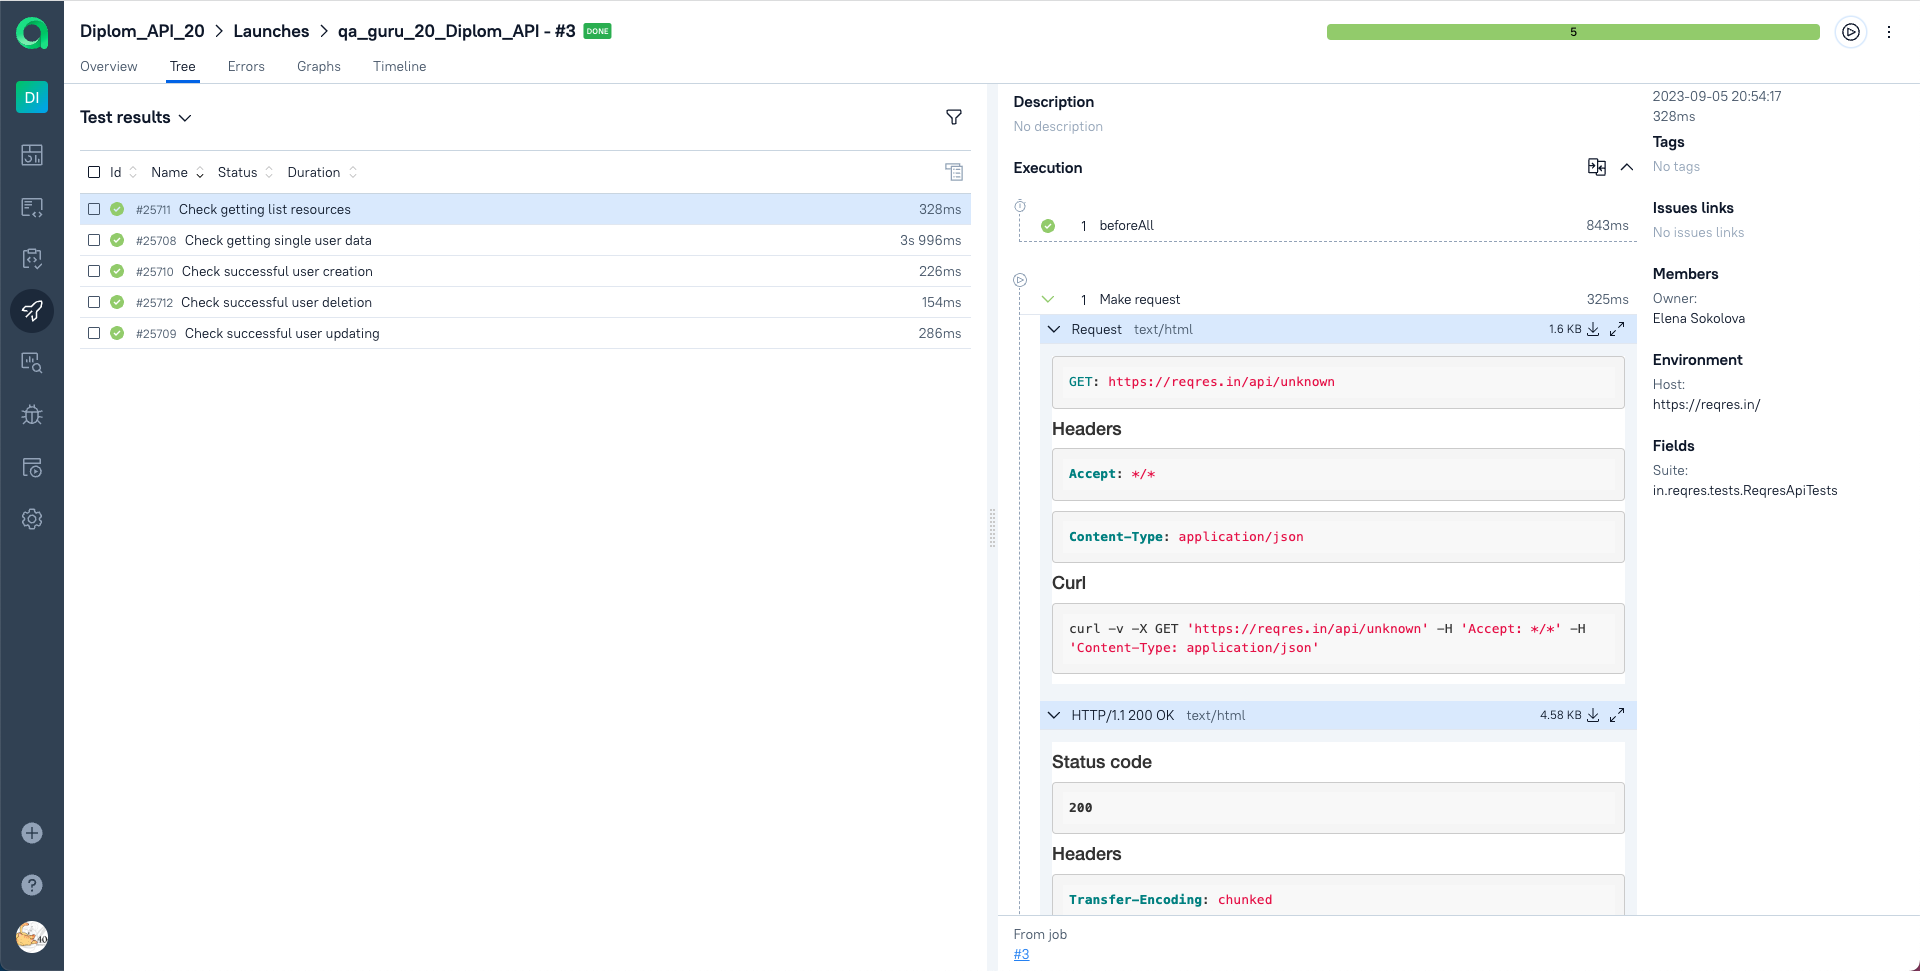 Diplom_API_20 > Launches > qa_guru_20_Diplom_API - #3 DONE
5
Overview Tree Errors Graphs Timeline
DI
Test results
Id Name Status Duration
#25711 Check getting list resources 328ms
#25708 Check getting single user data 3s 996ms
#25710 Check successful user creation 226ms
#25712 Check successful user deletion 154ms
#25709 Check successful user updating 286ms
Description
No description
Execution
1 beforeAll 843ms
1 Make request 325ms
Request text/html 1.6 KB
GET: https://reqres.in/api/unknown
Headers
Accept: */*
Content-Type: application/json
Curl
curl -v -X GET 'https://reqres.in/api/unknown' -H 'Accept: */*' -H
'Content-Type: application/json'
HTTP/1.1 200 OK text/html 4.58 KB
Status code
200
Headers
Transfer-Encoding: chunked
From job
#3
2023-09-05 20:54:17
328ms
Tags
No tags
Issues links
No issues links
Members
Owner:
Elena Sokolova
Environment
Host:
https://reqres.in/
Fields
Suite:
in.reqres.tests.ReqresApiTests